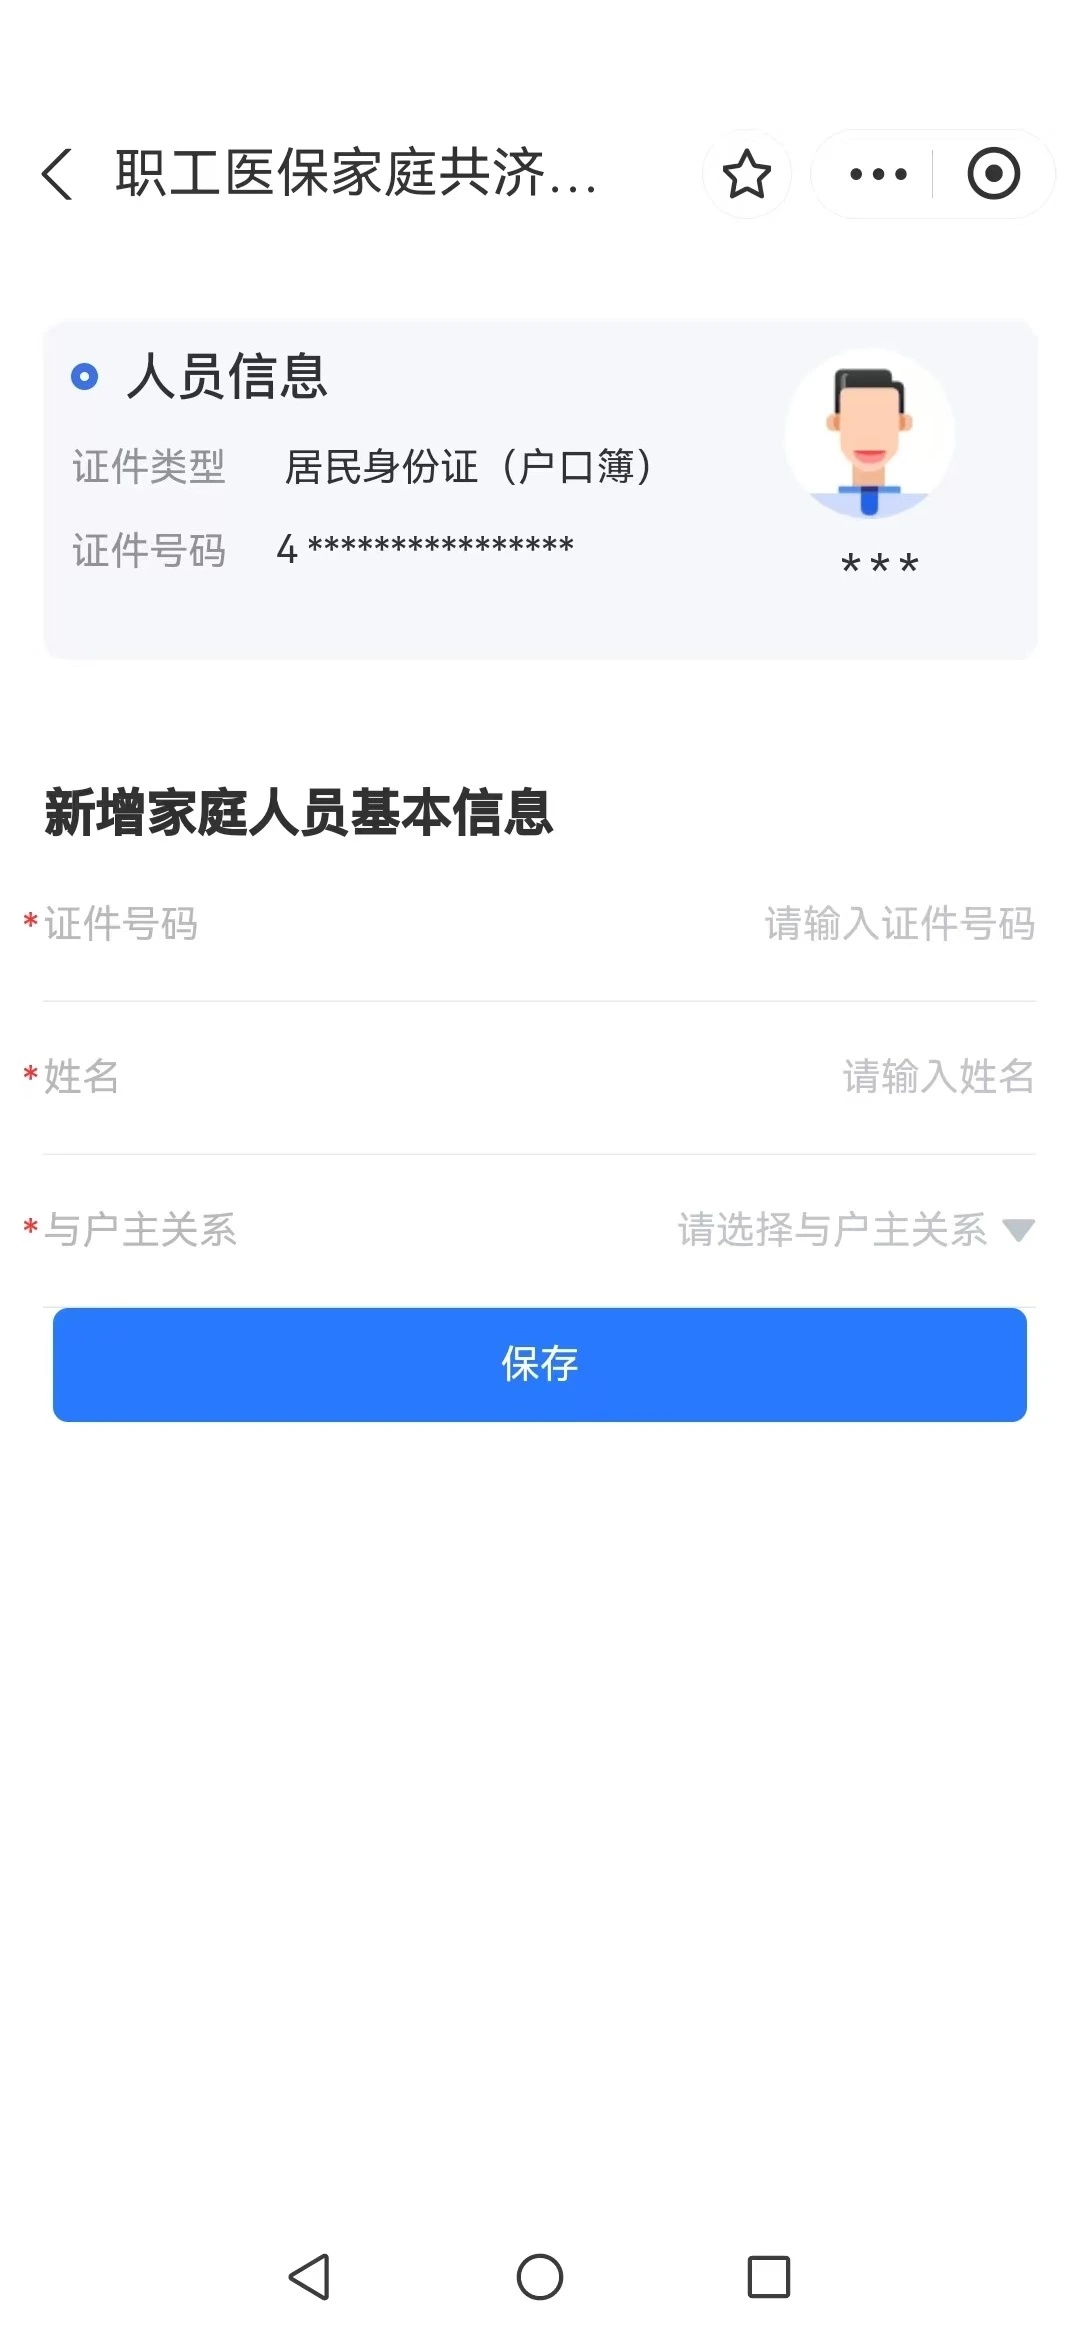 职工医保家庭共济...
人员信息
证件类型 居民身份证（户口簿）
证件号码 4****************
***
新增家庭人员基本信息
*证件号码 请输入证件号码
*姓名 请输入姓名
*与户主关系 请选择与户主关系
保存